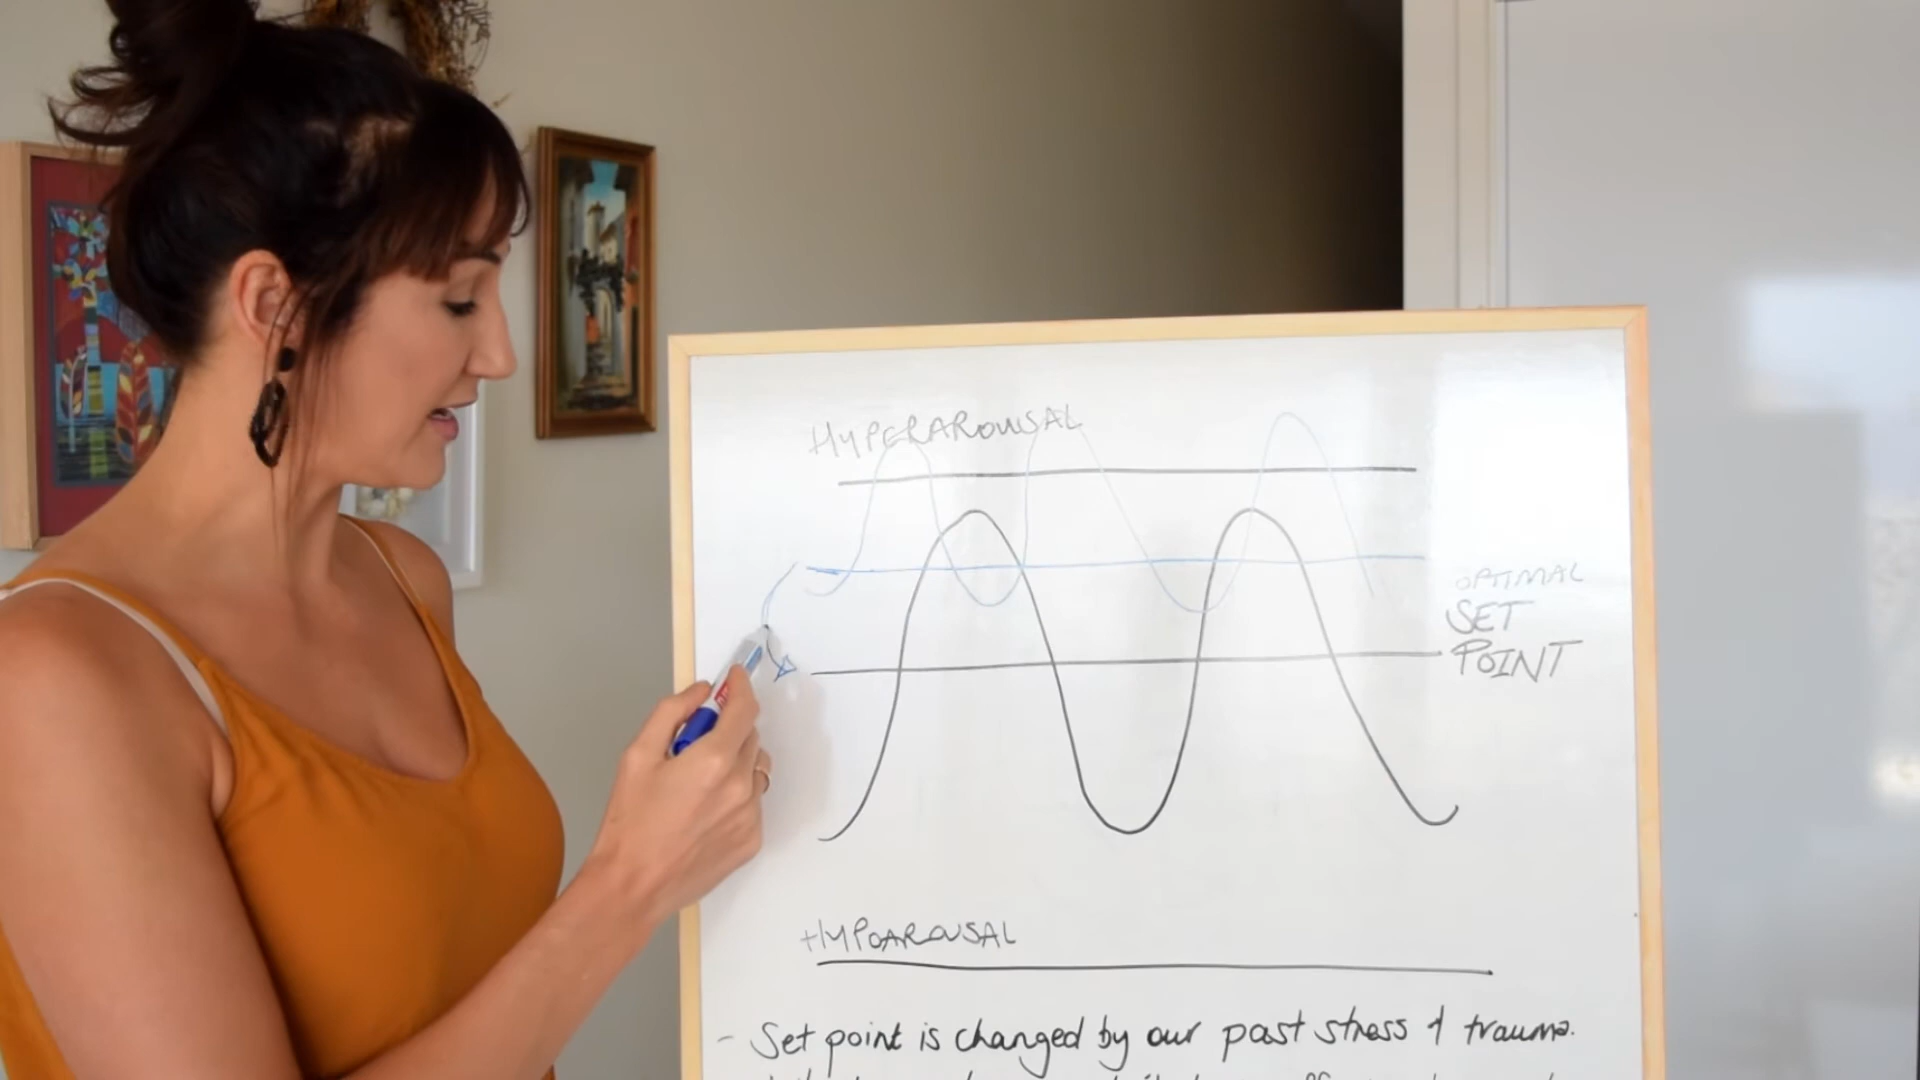 HYPERAROUSAL
OPTIMAL
SET
POINT
HYPOAROUSAL
- Set point is changed by our past stress & trauma.